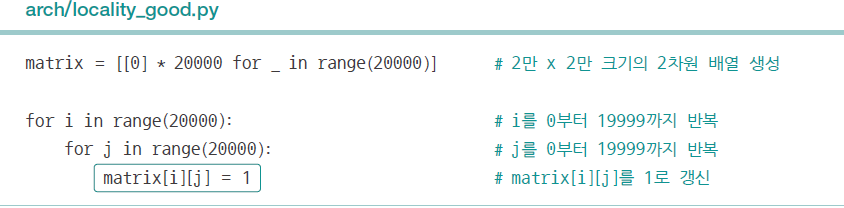 arch/locality_good.py
matrix = [[0] * 20000 for _ in range(20000)] # 2만 x 2만 크기의 2차원 배열 생성
for i in range(20000): # i를 0부터 19999까지 반복
for j in range(20000): # j를 0부터 19999까지 반복
matrix[i][j] = 1 # matrix[i][j]를 1로 갱신